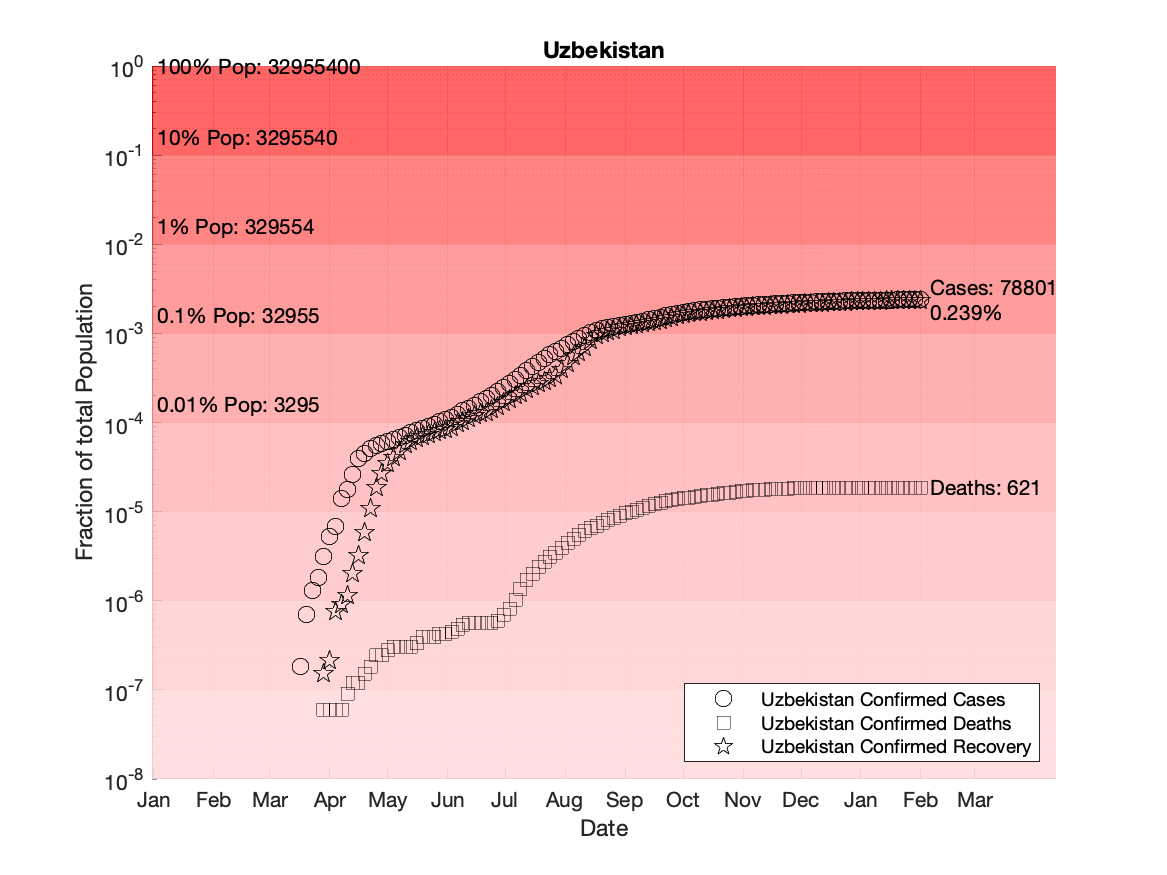 Uzbekistan
10^0
100% Pop: 32955400
10% Pop: 3295540
10^-1
1% Pop: 329554
10^-2
Cases: 78801
0.239%
0.1% Pop: 32955
10^-3
0.01% Pop: 3295
10^-4
Deaths: 621
10^-5
10^-6
10^-7
10^-8
Fraction of total Population
Uzbekistan Confirmed Cases
Uzbekistan Confirmed Deaths
Uzbekistan Confirmed Recovery
Jan Feb Mar Apr May Jun Jul Aug Sep Oct Nov Dec Jan Feb Mar
Date